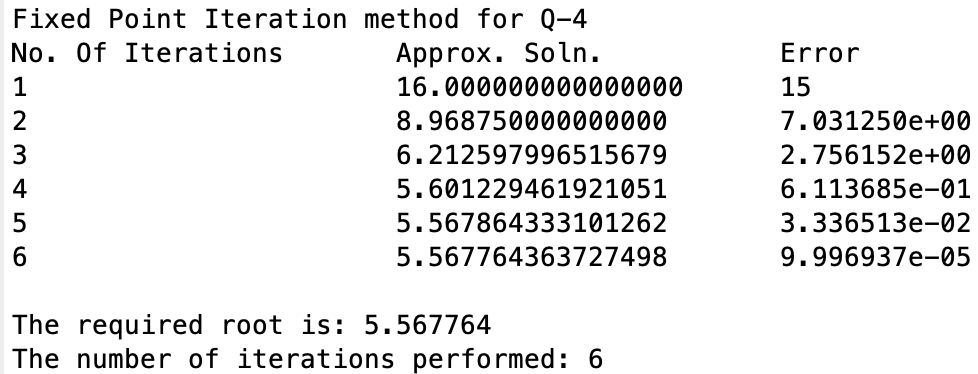 Fixed Point Iteration method for Q-4
No. Of Iterations Approx. Soln. Error
1 16.000000000000000 15
2 8.968750000000000 7.031250e+00
3 6.212597996515679 2.756152e+00
4 5.601229461921051 6.113685e-01
5 5.567864333101262 3.336513e-02
6 5.567764363727498 9.996937e-05
The required root is: 5.567764
The number of iterations performed: 6